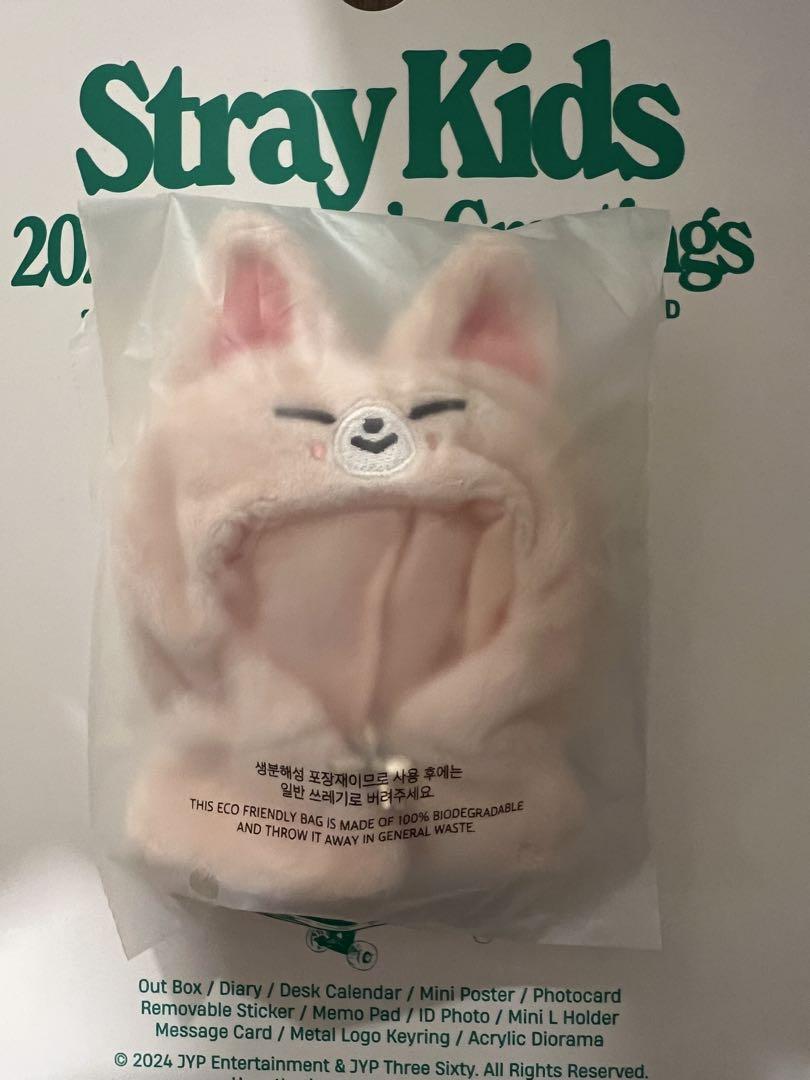 Stray Kids
생분해성 포장재이므로 사용 후에는
일반 쓰레기로 버려주세요.
THIS ECO FRIENDLY BAG IS MADE OF 100% BIODEGRADABLE
AND THROW IT AWAY IN GENERAL WASTE.
Out Box / Diary / Desk Calendar / Mini Poster / Photocard
Removable Sticker / Memo Pad / ID Photo / Mini L Holder
Message Card / Metal Logo Keyring / Acrylic Diorama
© 2024 JYP Entertainment & JYP Three Sixty. All Rights Reserved.